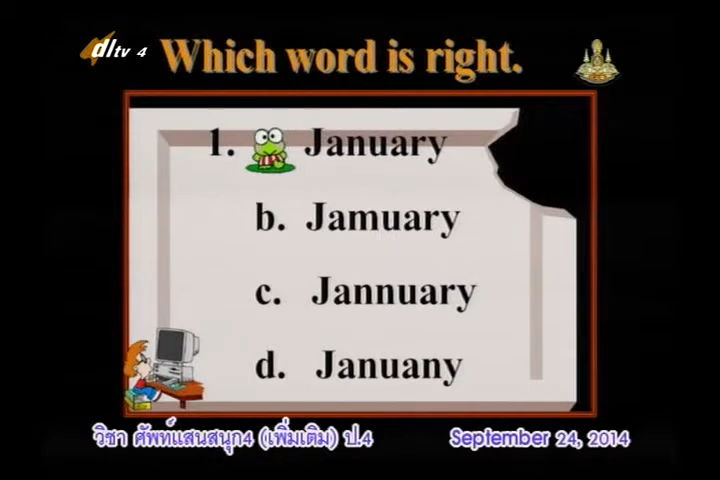 dltv 4
Which word is right.
1. January
b. Jamuary
c. Jannuary
d. Januany
วิชา ศัพท์แสนสนุก4 (เพิ่มเติม) ป.4
September 24, 2014